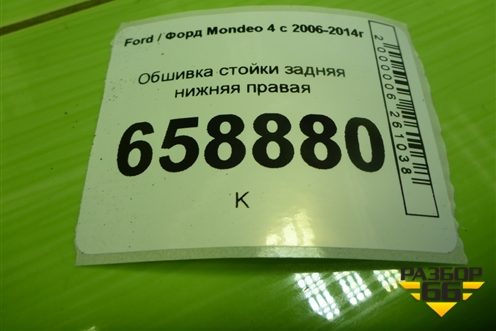 Ford / Форд Mondeo 4 с 2006-2014г
Обшивка стойки задняя
нижняя правая
658880
К
2000006261038
РАЗБОР
66